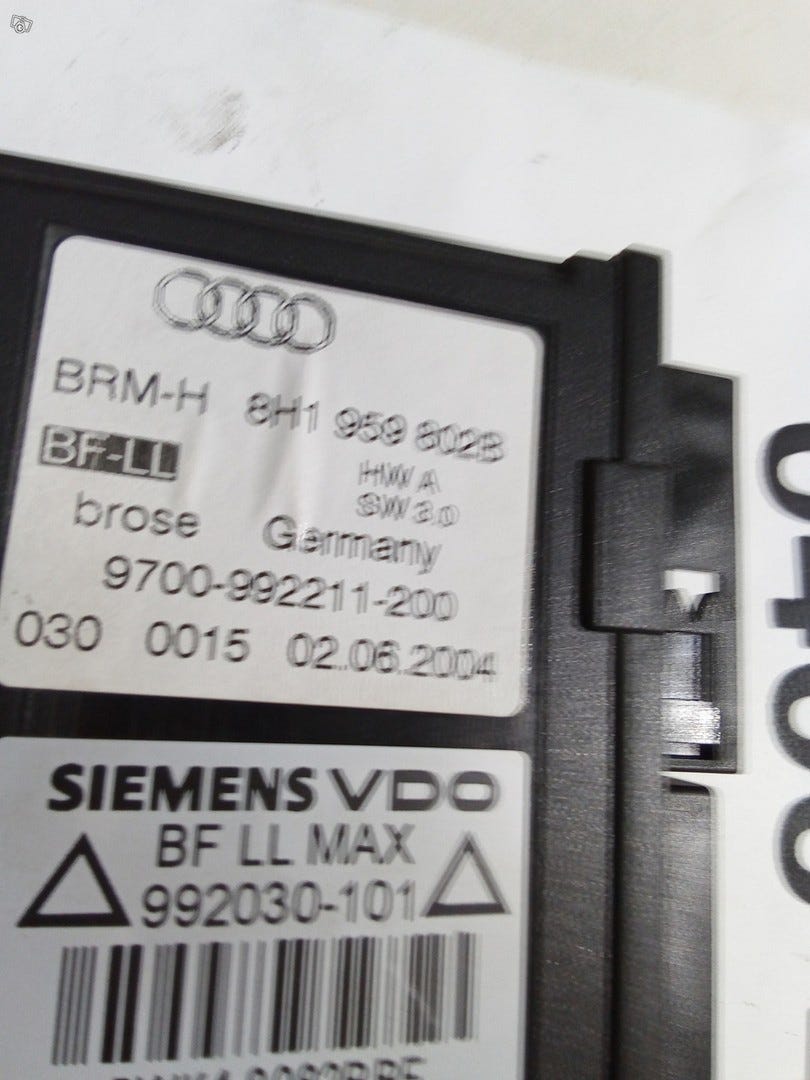 BRM-H 8H1 959 802B
BF-LL HW A
SW 3.0
brose Germany
9700-992211-200
030 0015 02.06.2004
SIEMENS VDO
BF LL MAX
992030-101